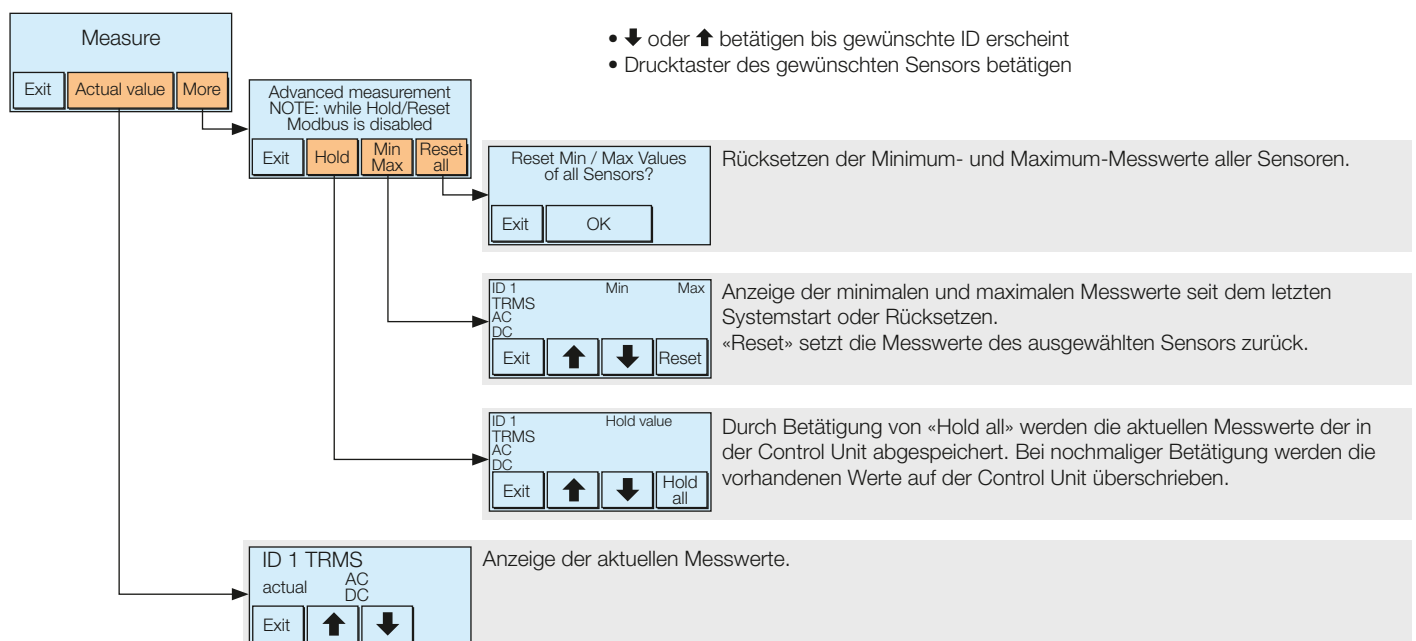 Measure
Exit Actual value More
• ⬇ oder ⬆ betätigen bis gewünschte ID erscheint
• Drucktaster des gewünschten Sensors betätigen
Advanced measurement
NOTE: while Hold/Reset
Modbus is disabled
Exit Hold Min Max Reset all
Reset Min / Max Values
of all Sensors?
Exit OK
Rücksetzen der Minimum- und Maximum-Messwerte aller Sensoren.
ID 1 Min Max
TRMS
AC
DC
Exit ⬆ ⬇ Reset
Anzeige der minimalen und maximalen Messwerte seit dem letzten
Systemstart oder Rücksetzen.
«Reset» setzt die Messwerte des ausgewählten Sensors zurück.
ID 1 Hold value
TRMS
AC
DC
Exit ⬆ ⬇ Hold all
Durch Betätigung von «Hold all» werden die aktuellen Messwerte der in
der Control Unit abgespeichert. Bei nochmaliger Betätigung werden die
vorhandenen Werte auf der Control Unit überschrieben.
ID 1 TRMS
actual AC
DC
Exit ⬆ ⬇
Anzeige der aktuellen Messwerte.